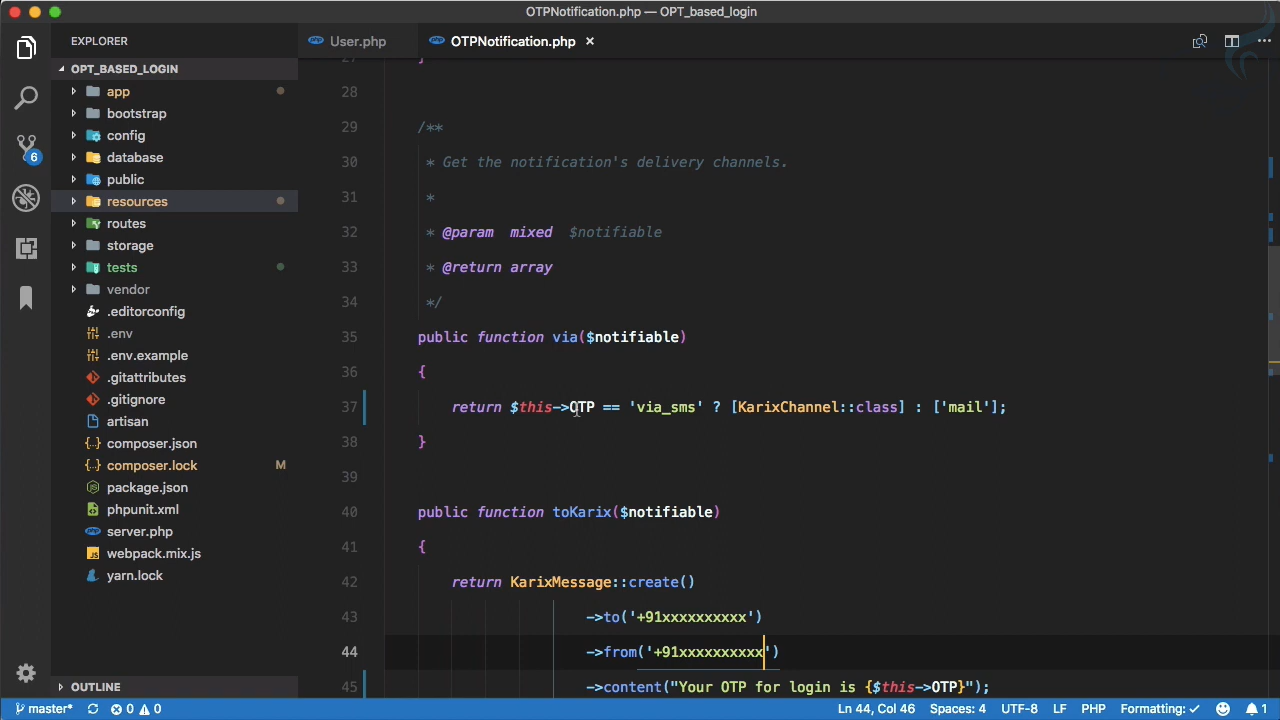 OTPNotification.php — OPT_based_login
EXPLORER
User.php
OTPNotification.php ×
OPT_BASED_LOGIN
app
bootstrap
config
database
public
resources
routes
storage
tests
vendor
.editorconfig
.env
.env.example
.gitattributes
.gitignore
artisan
composer.json
composer.lock M
package.json
phpunit.xml
server.php
webpack.mix.js
yarn.lock
OUTLINE
6
27 }
28
29 /**
30 * Get the notification's delivery channels.
31 *
32 * @param mixed $notifiable
33 * @return array
34 */
35 public function via($notifiable)
36 {
37 return $this->OTP == 'via_sms' ? [KarixChannel::class] : ['mail'];
38 }
39
40 public function toKarix($notifiable)
41 {
42 return KarixMessage::create()
43 ->to('+91xxxxxxxxxx')
44 ->from('+91xxxxxxxxxx')
45 ->content("Your OTP for login is {$this->OTP}");
master* 0 0 Ln 44, Col 46 Spaces: 4 UTF-8 LF PHP Formatting: ✓ 1